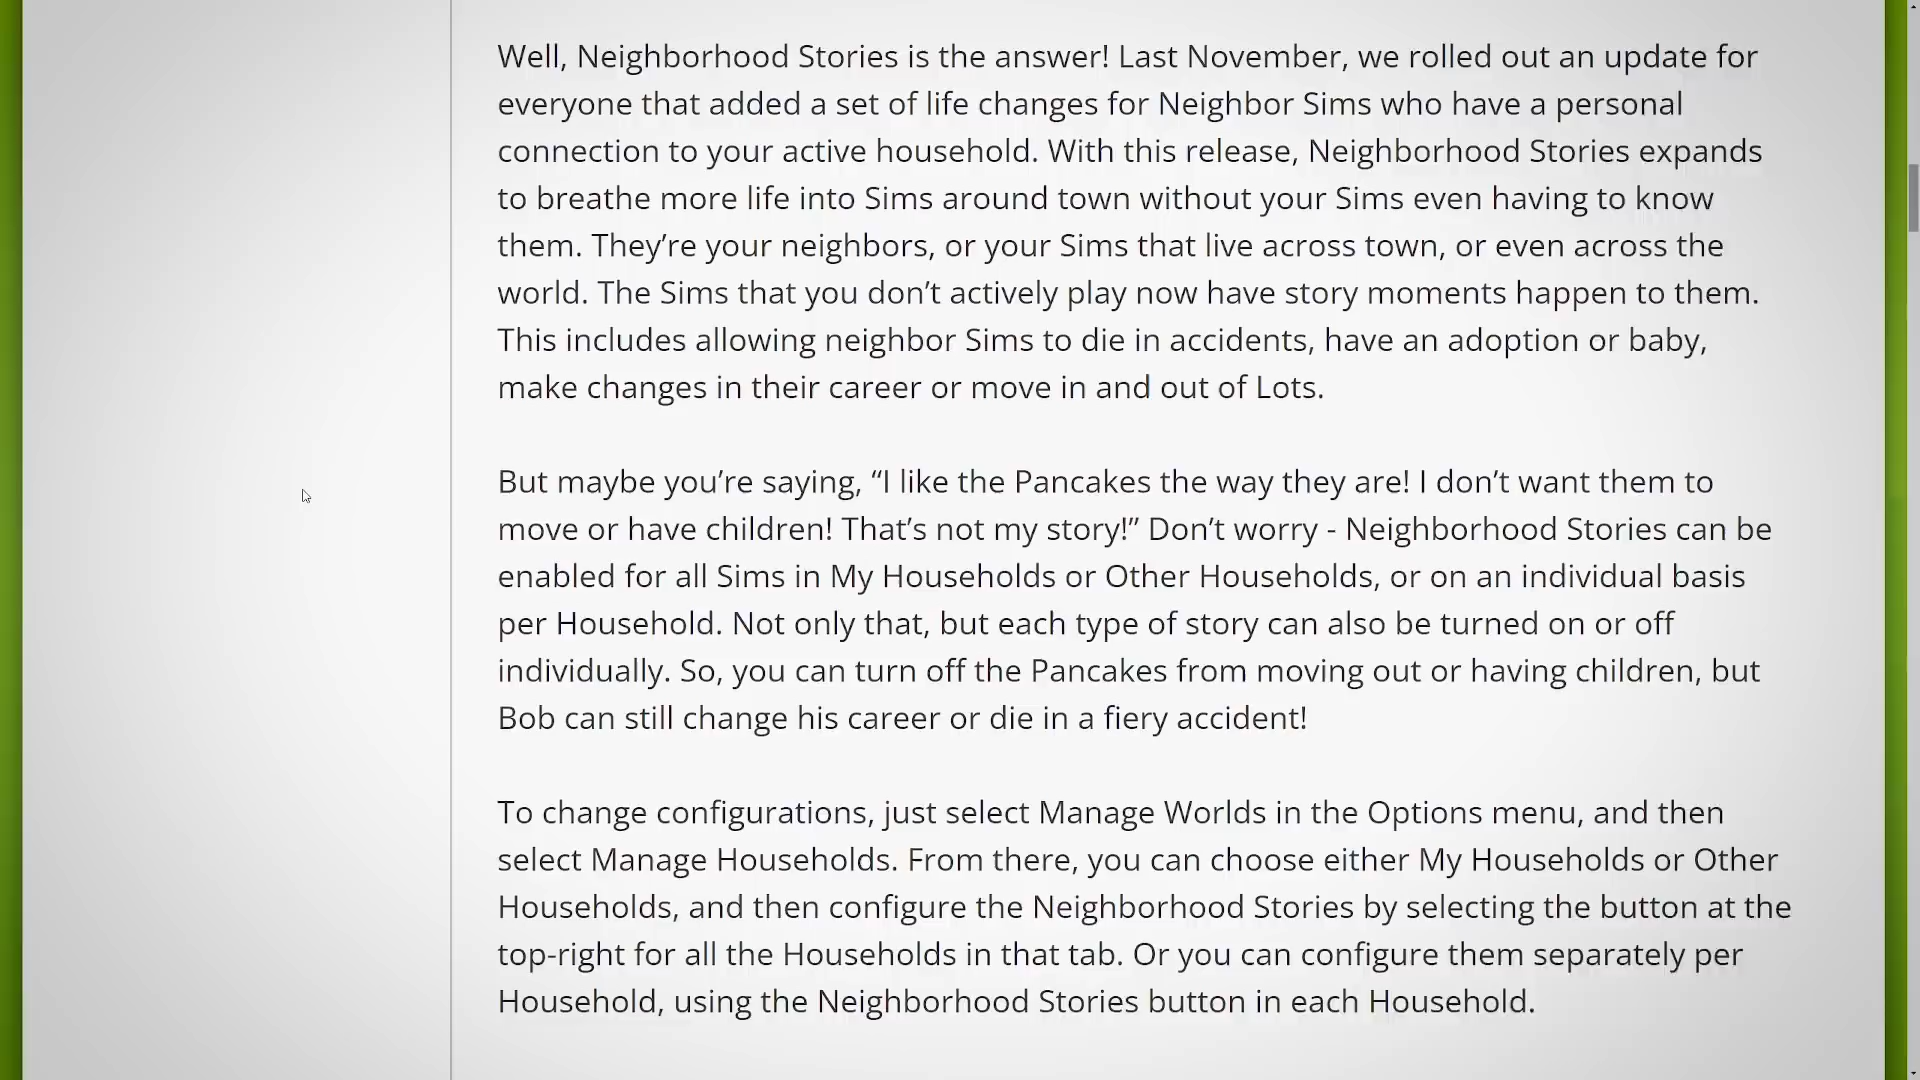 Well, Neighborhood Stories is the answer! Last November, we rolled out an update for
everyone that added a set of life changes for Neighbor Sims who have a personal
connection to your active household. With this release, Neighborhood Stories expands
to breathe more life into Sims around town without your Sims even having to know
them. They’re your neighbors, or your Sims that live across town, or even across the
world. The Sims that you don’t actively play now have story moments happen to them.
This includes allowing neighbor Sims to die in accidents, have an adoption or baby,
make changes in their career or move in and out of Lots.
But maybe you’re saying, “I like the Pancakes the way they are! I don’t want them to
move or have children! That’s not my story!” Don’t worry - Neighborhood Stories can be
enabled for all Sims in My Households or Other Households, or on an individual basis
per Household. Not only that, but each type of story can also be turned on or off
individually. So, you can turn off the Pancakes from moving out or having children, but
Bob can still change his career or die in a fiery accident!
To change configurations, just select Manage Worlds in the Options menu, and then
select Manage Households. From there, you can choose either My Households or Other
Households, and then configure the Neighborhood Stories by selecting the button at the
top-right for all the Households in that tab. Or you can configure them separately per
Household, using the Neighborhood Stories button in each Household.